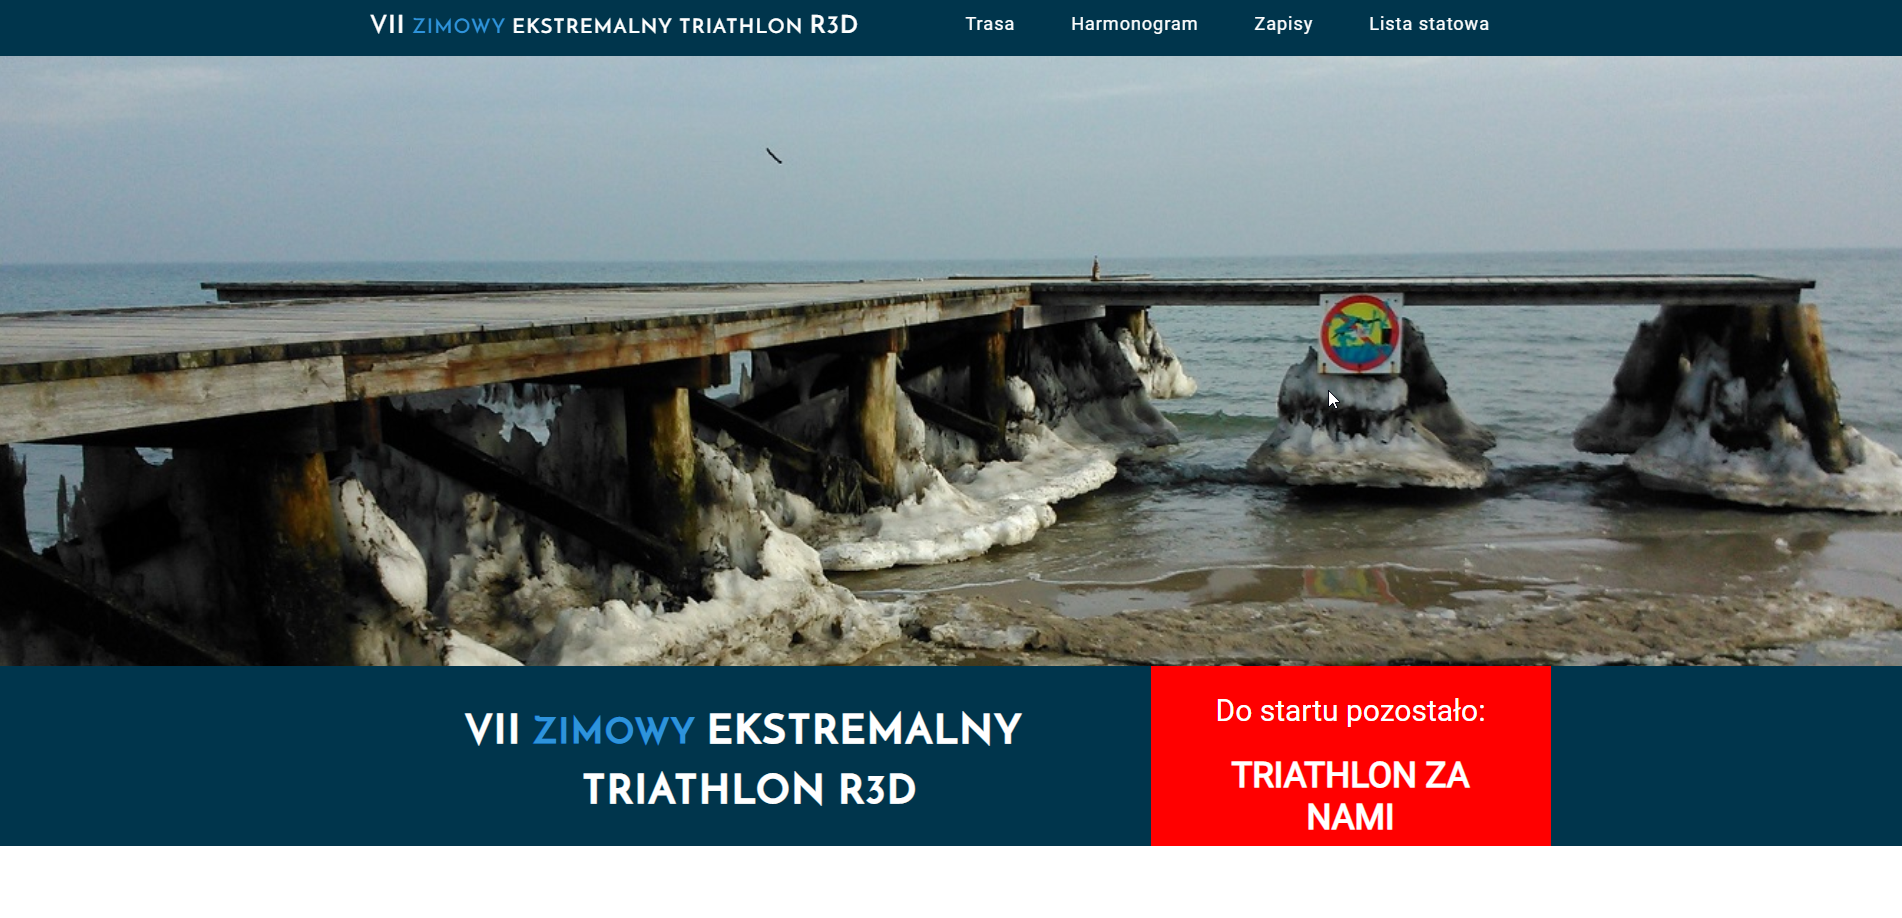 VII ZIMOWY EKSTREMALNY TRIATHLON R3D
Trasa
Harmonogram
Zapisy
Lista statowa
VII ZIMOWY EKSTREMALNY
TRIATHLON R3D
Do startu pozostało:
TRIATHLON ZA
NAMI